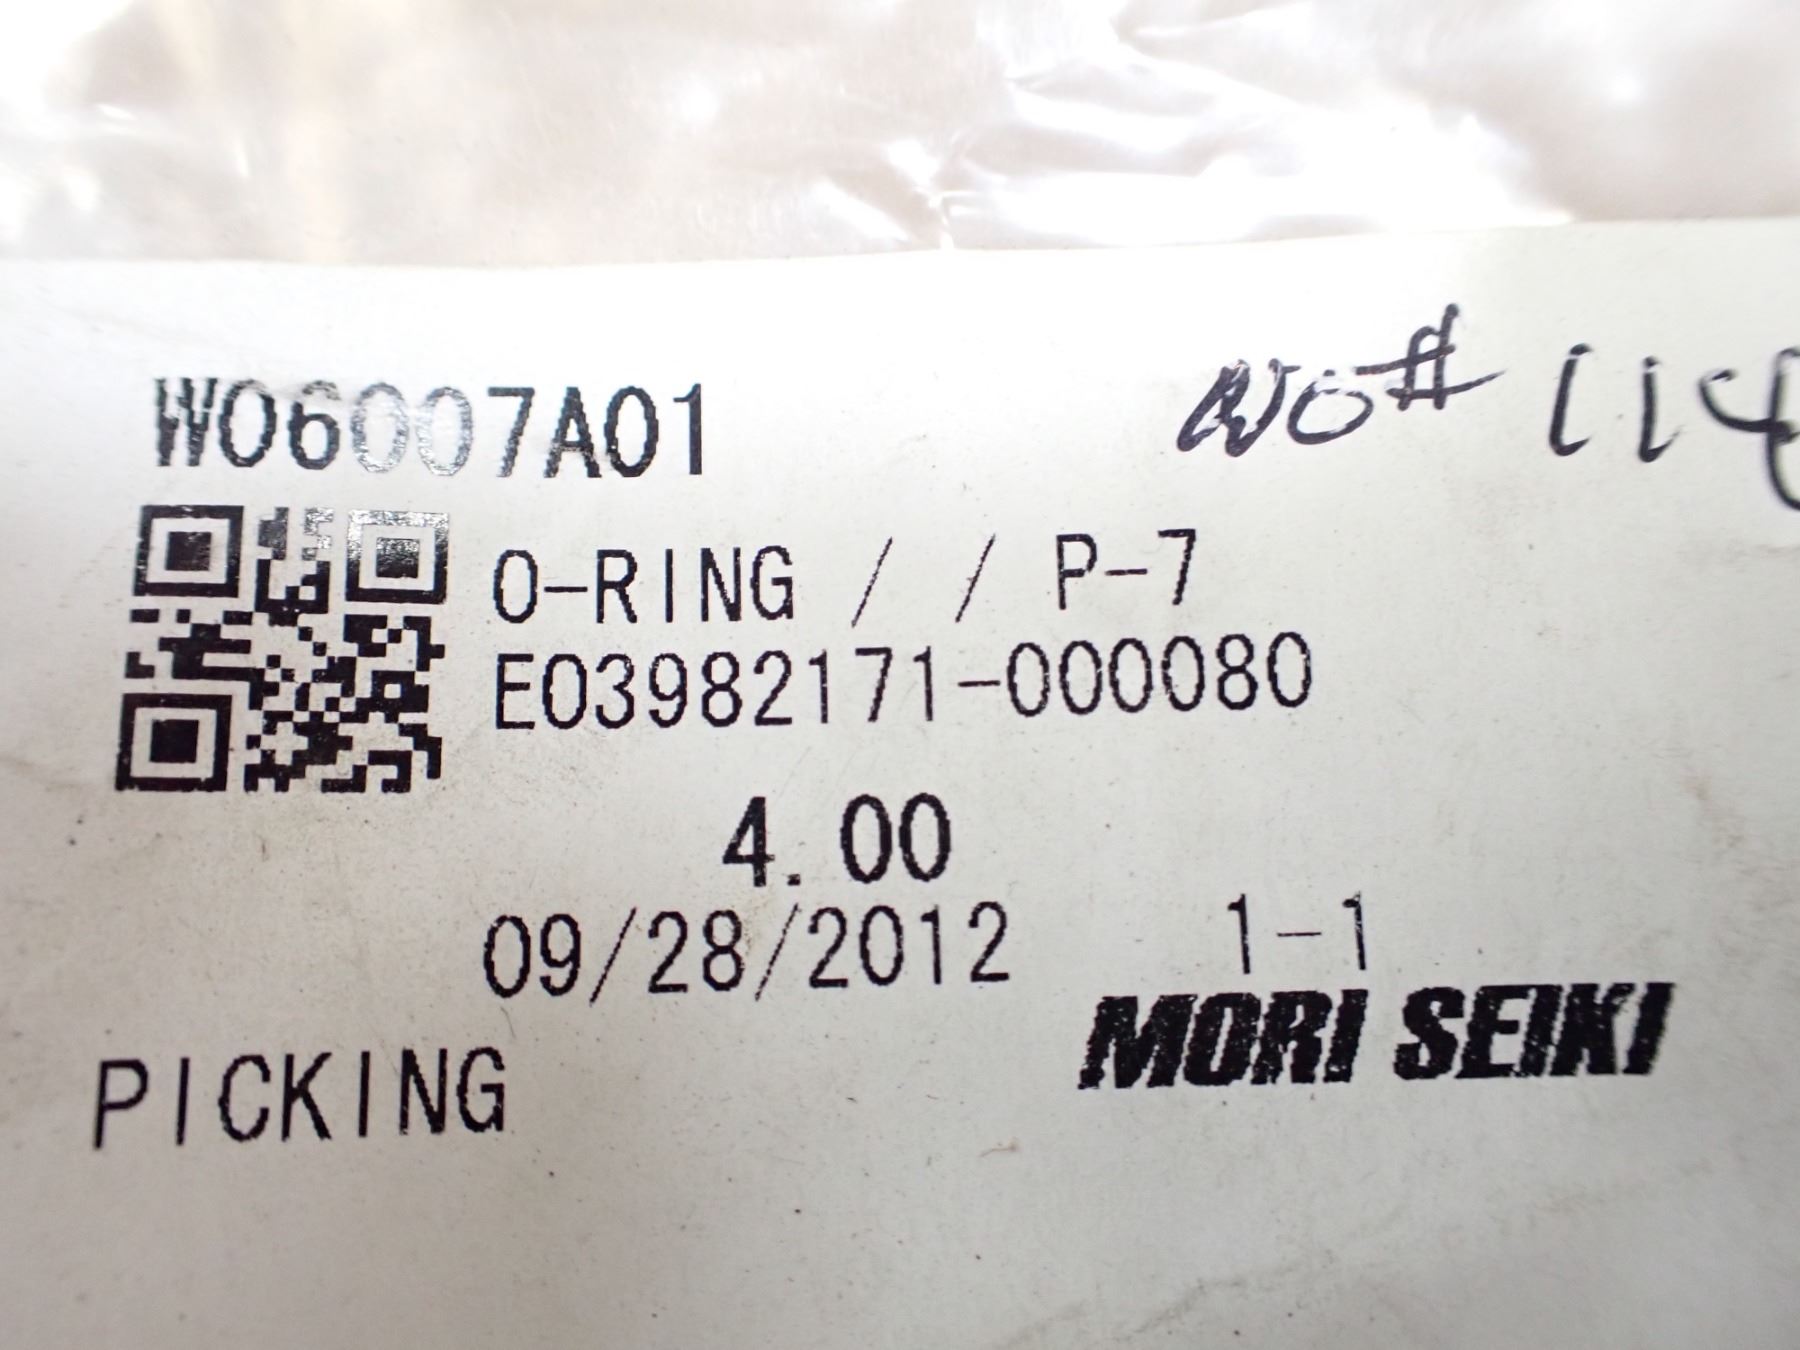 W06007A01
WO# 114
O-RING / / P-7
E03982171-000080
4.00
09/28/2012 1-1
MORI SEIKI
PICKING